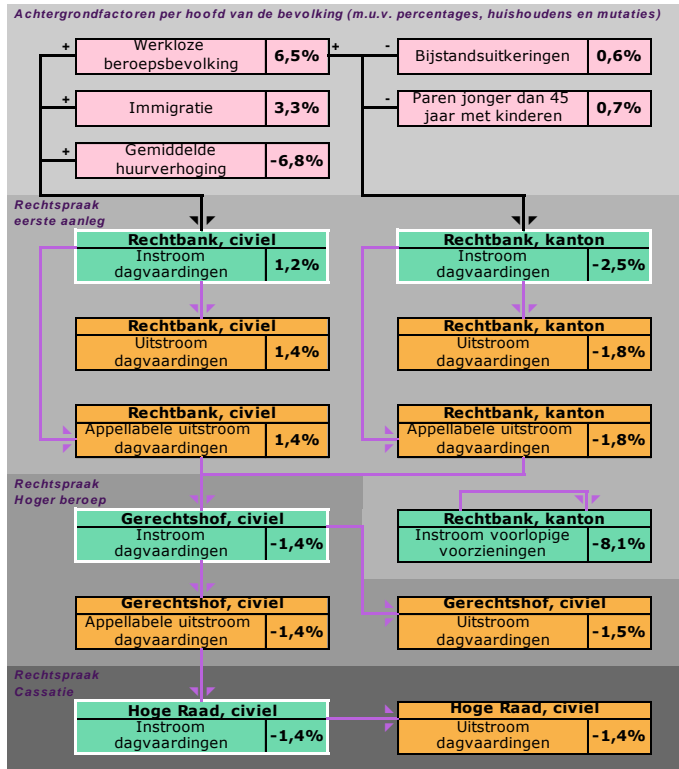 Achtergrondfactoren per hoofd van de bevolking (m.u.v. percentages, huishoudens en mutaties)
+ Werkloze beroepsbevolking 6,5% +
- Bijstandsuitkeringen 0,6%
+ Immigratie 3,3%
- Paren jonger dan 45 jaar met kinderen 0,7%
+ Gemiddelde huurverhoging -6,8%
Rechtspraak
eerste aanleg
Rechtbank, civiel
Instroom
dagvaardingen 1,2%
Rechtbank, kanton
Instroom
dagvaardingen -2,5%
Rechtbank, civiel
Uitstroom
dagvaardingen 1,4%
Rechtbank, kanton
Uitstroom
dagvaardingen -1,8%
Rechtbank, civiel
Appellabele uitstroom
dagvaardingen 1,4%
Rechtbank, kanton
Appellabele uitstroom
dagvaardingen -1,8%
Rechtspraak
Hoger beroep
Gerechtshof, civiel
Instroom
dagvaardingen -1,4%
Rechtbank, kanton
Instroom voorlopige
voorzieningen -8,1%
Gerechtshof, civiel
Appellabele uitstroom
dagvaardingen -1,4%
Gerechtshof, civiel
Uitstroom
dagvaardingen -1,5%
Rechtspraak
Cassatie
Hoge Raad, civiel
Instroom
dagvaardingen -1,4%
Hoge Raad, civiel
Uitstroom
dagvaardingen -1,4%